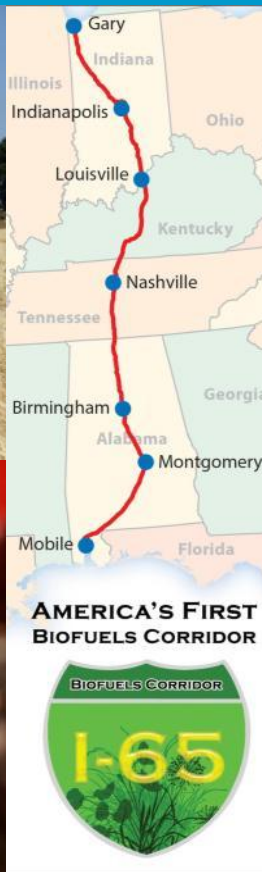 Gary
Indiana
Illinois
Indianapolis
Ohio
Louisville
Kentucky
Nashville
Tennessee
Georgia
Birmingham
Alabama
Montgomery
Mobile
Florida
AMERICA'S FIRST
BIOFUELS CORRIDOR
BIOFUELS CORRIDOR
I-65